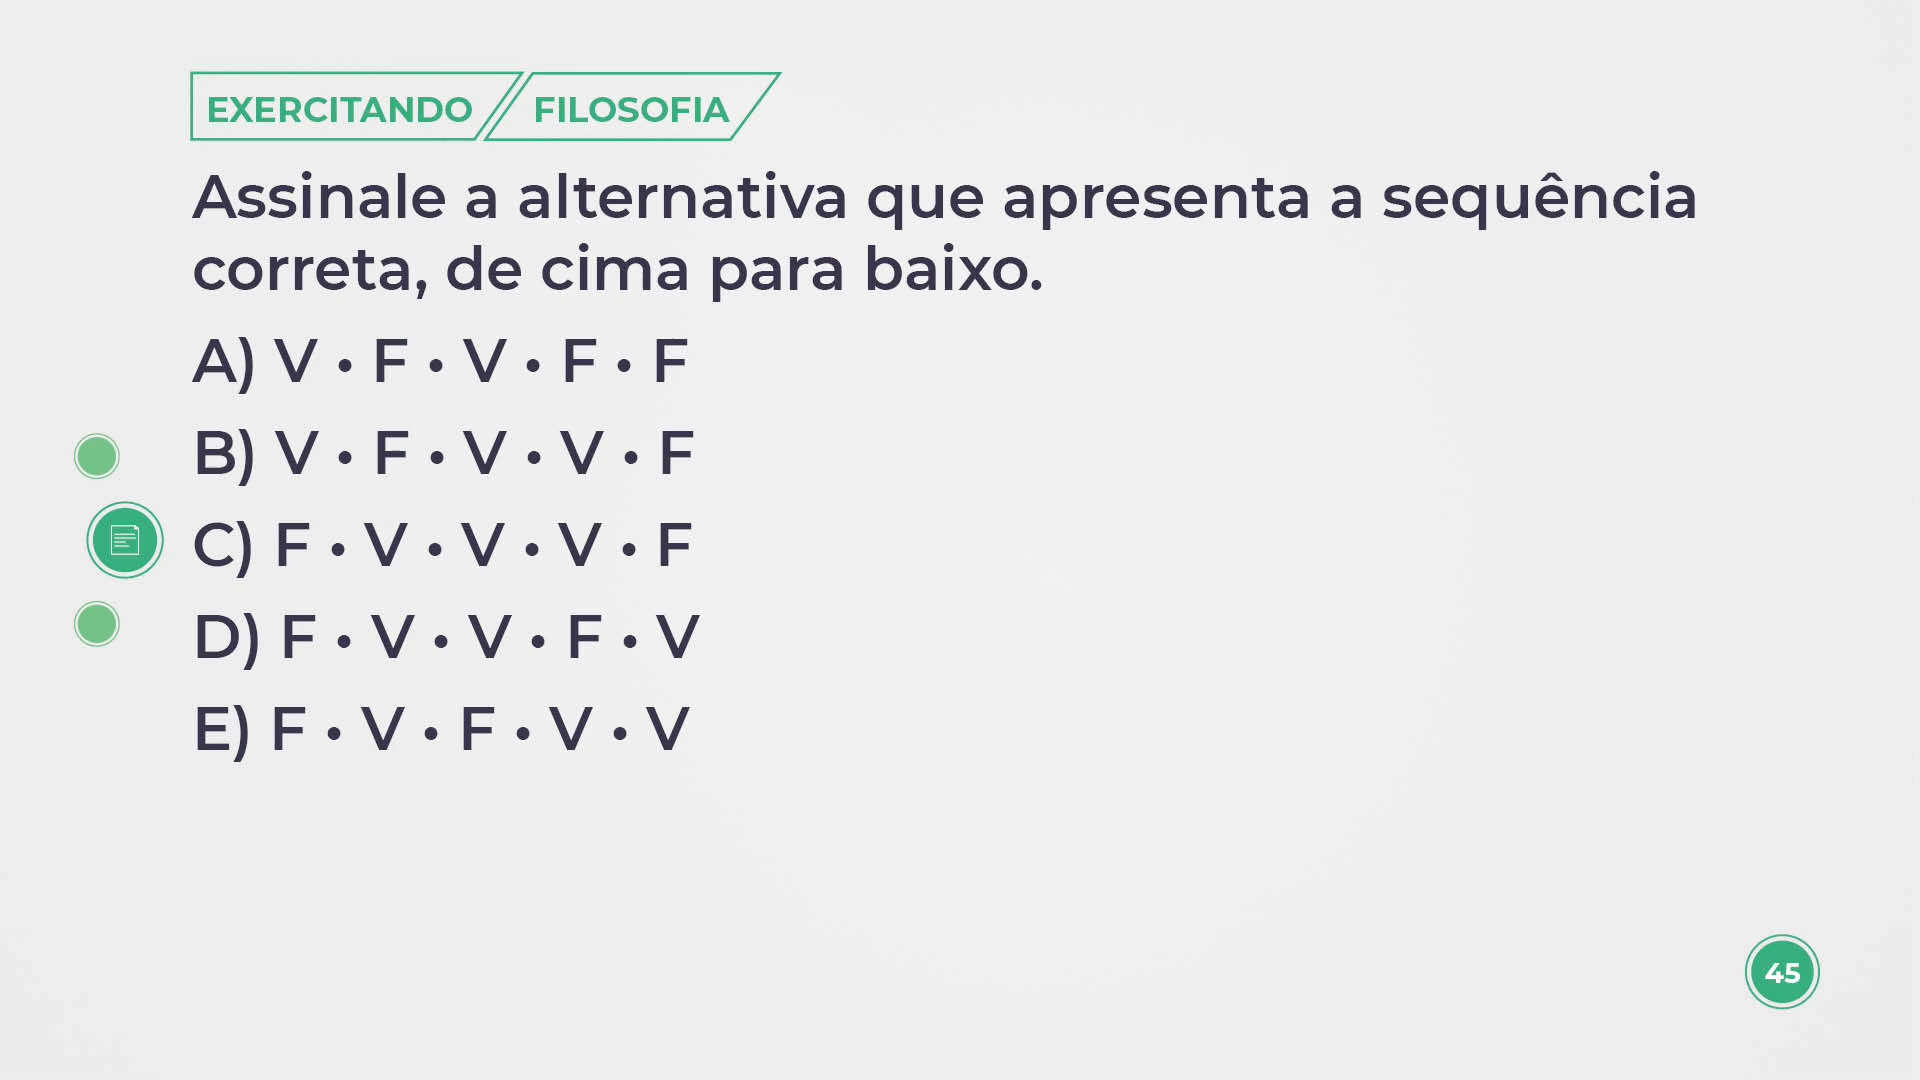 EXERCITANDO FILOSOFIA
Assinale a alternativa que apresenta a sequência
correta, de cima para baixo.
A) V • F • V • F • F
B) V • F • V • V • F
C) F • V • V • V • F
D) F • V • V • F • V
E) F • V • F • V • V
45